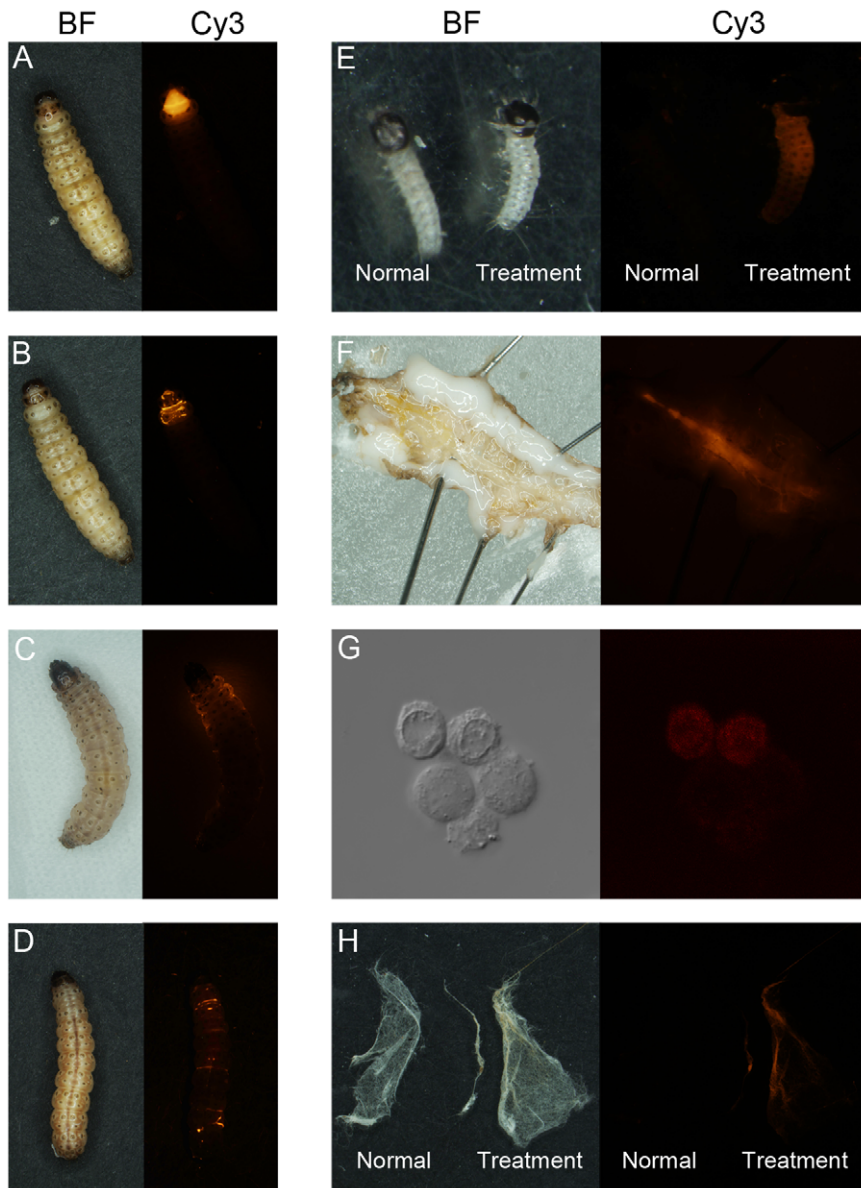 BF Cy3 BF Cy3
A E
Normal Treatment Normal Treatment
B F
C G
D H
Normal Treatment Normal Treatment